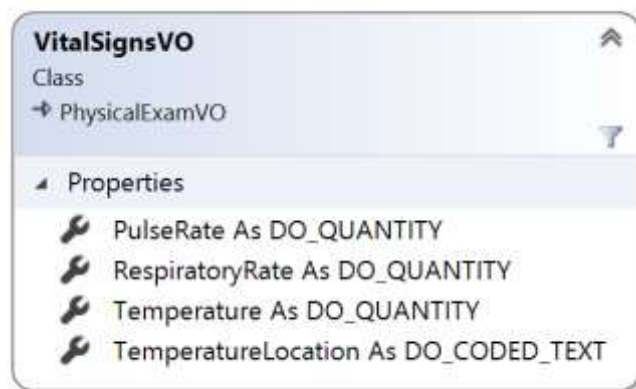 VitalSignsVO
Class
PhysicalExamVO
Properties
PulseRate As DO_QUANTITY
RespiratoryRate As DO_QUANTITY
Temperature As DO_QUANTITY
TemperatureLocation As DO_CODED_TEXT